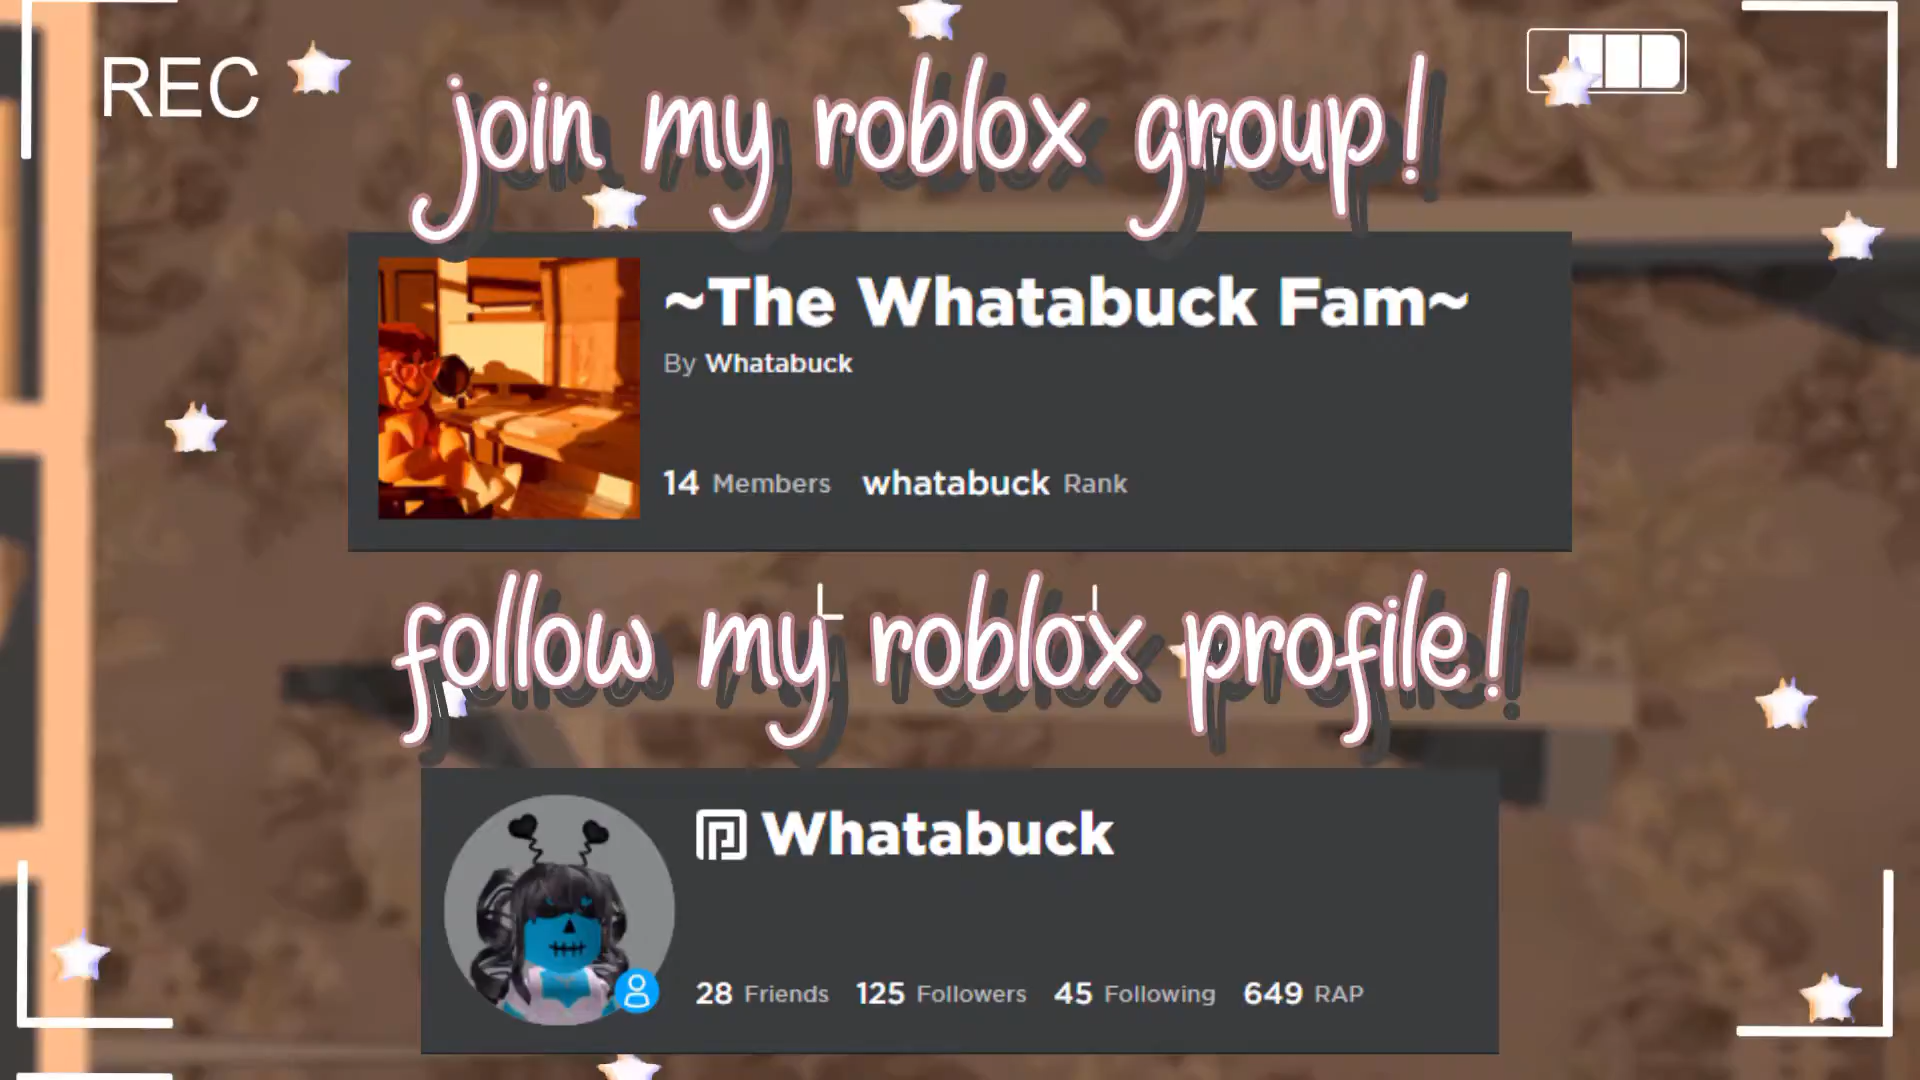 REC
join my roblox group!
~The Whatabuck Fam~
By Whatabuck
14 Members whatabuck Rank
follow my roblox profile!
Whatabuck
28 Friends 125 Followers 45 Following 649 RAP